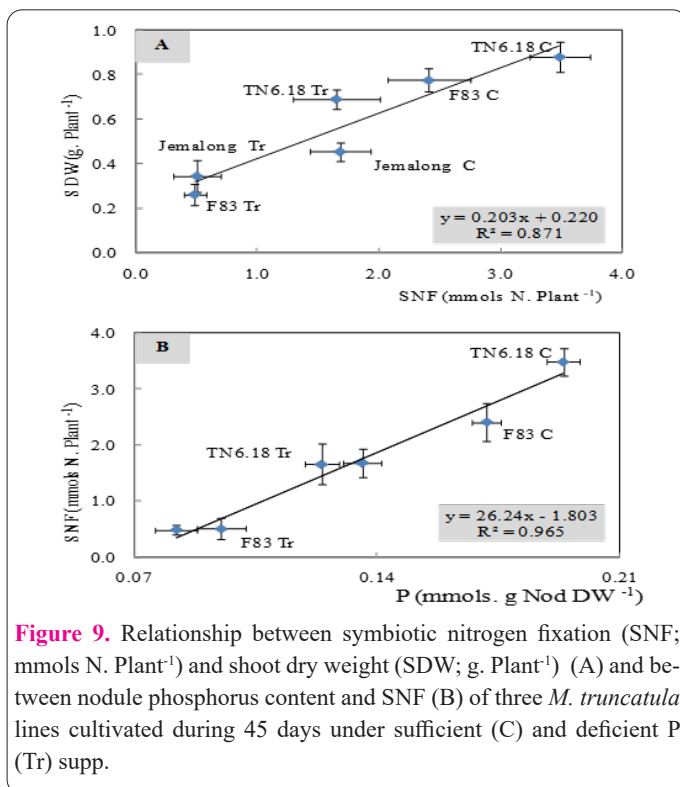 A
1.0
0.8
0.6
0.4
0.2
0.0
SDW(g. Plant⁻¹)
TN6.18 C
TN6.18 Tr
F83 C
Jemalong Tr
Jemalong C
F83 Tr
y = 0.203x + 0.220
R² = 0.871
0.0 1.0 2.0 3.0 4.0
SNF (mmols N. Plant⁻¹)
B
4.0
3.0
2.0
1.0
0.0
SNF(mmols N. Plant⁻¹)
TN6.18 C
F83 C
TN6.18 Tr
F83 Tr
y = 26.24x - 1.803
R² = 0.965
0.07 0.14 0.21
P (mmols. g Nod DW⁻¹)
Figure 9. Relationship between symbiotic nitrogen fixation (SNF;
mmols N. Plant⁻¹) and shoot dry weight (SDW; g. Plant⁻¹) (A) and be-
tween nodule phosphorus content and SNF (B) of three M. truncatula
lines cultivated during 45 days under sufficient (C) and deficient P
(Tr) supp.